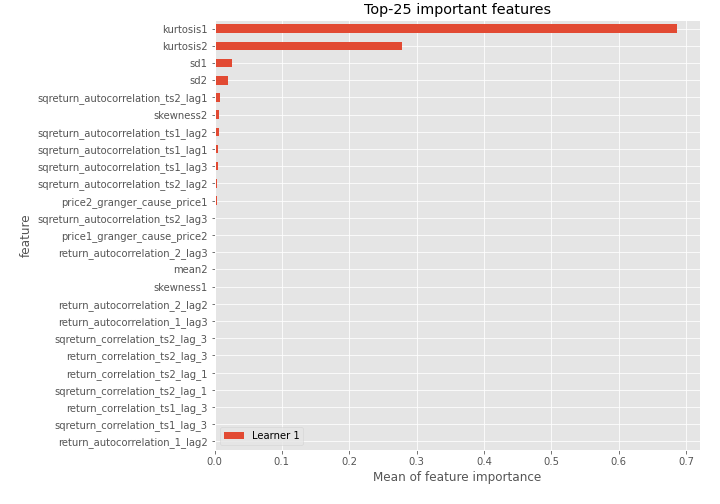 Top-25 important features
kurtosis1
kurtosis2
sd1
sd2
sqreturn_autocorrelation_ts2_lag1
skewness2
sqreturn_autocorrelation_ts1_lag2
sqreturn_autocorrelation_ts1_lag1
sqreturn_autocorrelation_ts1_lag3
sqreturn_autocorrelation_ts2_lag2
price2_granger_cause_price1
sqreturn_autocorrelation_ts2_lag3
price1_granger_cause_price2
return_autocorrelation_2_lag3
mean2
skewness1
return_autocorrelation_2_lag2
return_autocorrelation_1_lag3
sqreturn_correlation_ts2_lag_3
return_correlation_ts2_lag_3
return_correlation_ts2_lag_1
sqreturn_correlation_ts2_lag_1
return_correlation_ts1_lag_3
sqreturn_correlation_ts1_lag_3
return_autocorrelation_1_lag2
feature
Learner 1
0.0 0.1 0.2 0.3 0.4 0.5 0.6 0.7
Mean of feature importance